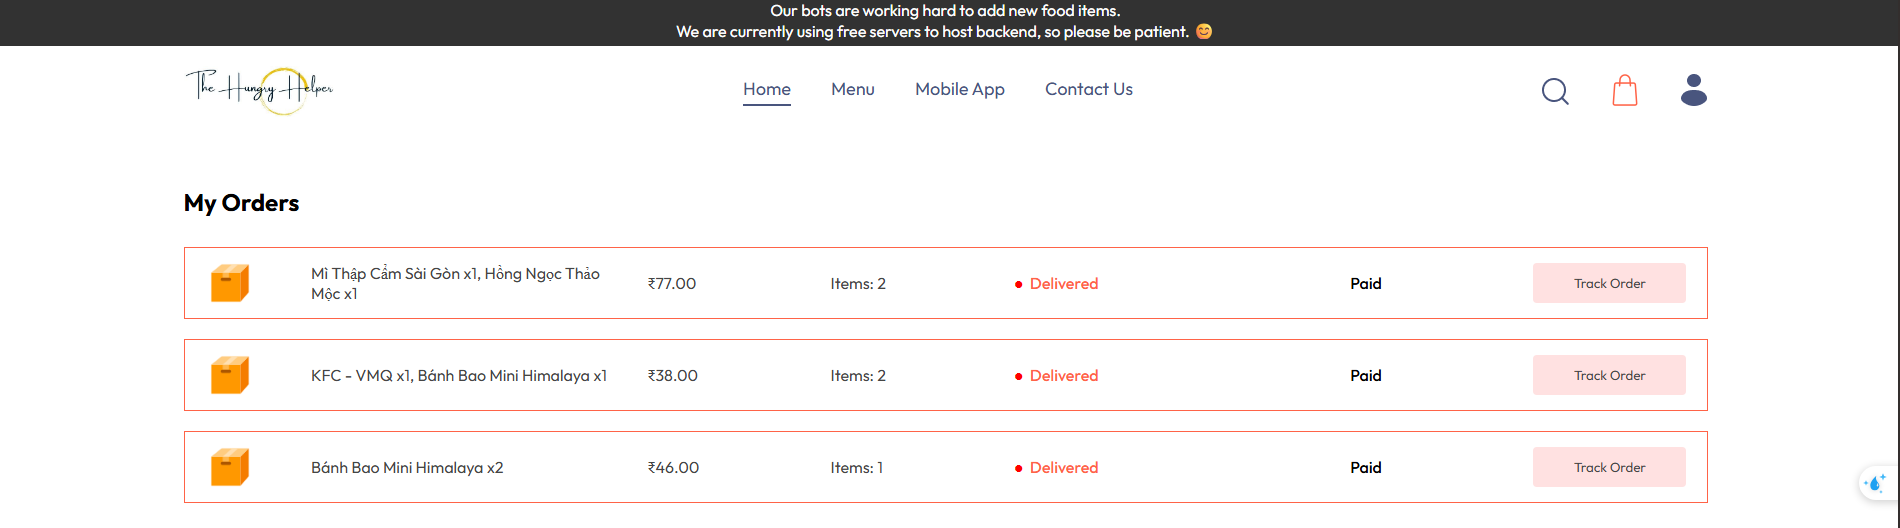 Our bots are working hard to add new food items.
We are currently using free servers to host backend, so please be patient. 😊
The Hungry Helper
Home
Menu
Mobile App
Contact Us
My Orders
Mì Thập Cẩm Sài Gòn x1, Hồng Ngọc Thảo
Mộc x1
₹77.00
Items: 2
● Delivered
Paid
Track Order
KFC - VMQ x1, Bánh Bao Mini Himalaya x1
₹38.00
Items: 2
● Delivered
Paid
Track Order
Bánh Bao Mini Himalaya x2
₹46.00
Items: 1
● Delivered
Paid
Track Order